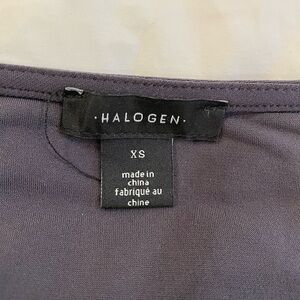 ·HALOGEN·
XS
made in
china
fabriqué au
chine